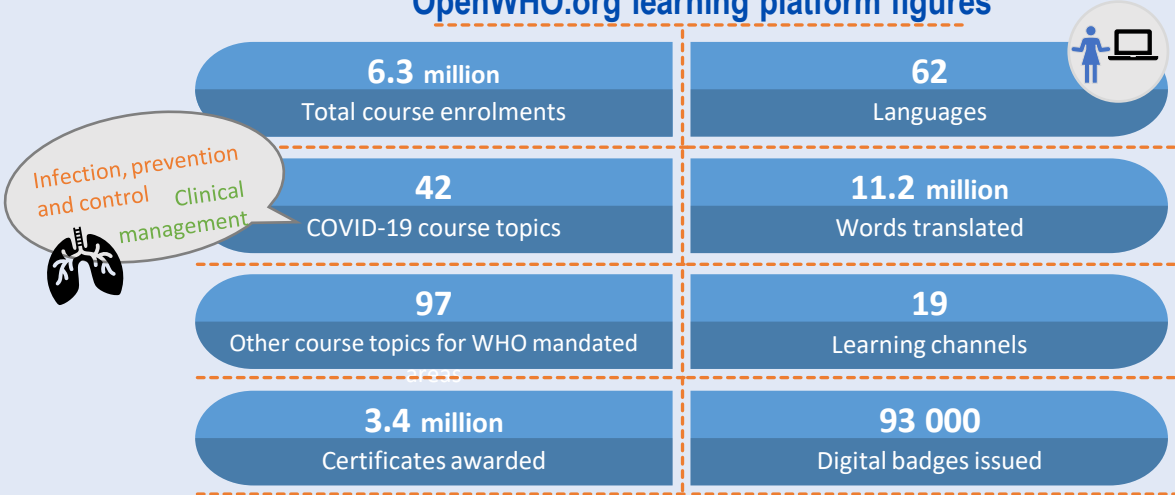 OpenWHO.org learning platform figures
6.3 million
Total course enrolments
62
Languages
Infection, prevention
and control Clinical
management
42
COVID-19 course topics
11.2 million
Words translated
97
Other course topics for WHO mandated
areas
19
Learning channels
3.4 million
Certificates awarded
93 000
Digital badges issued